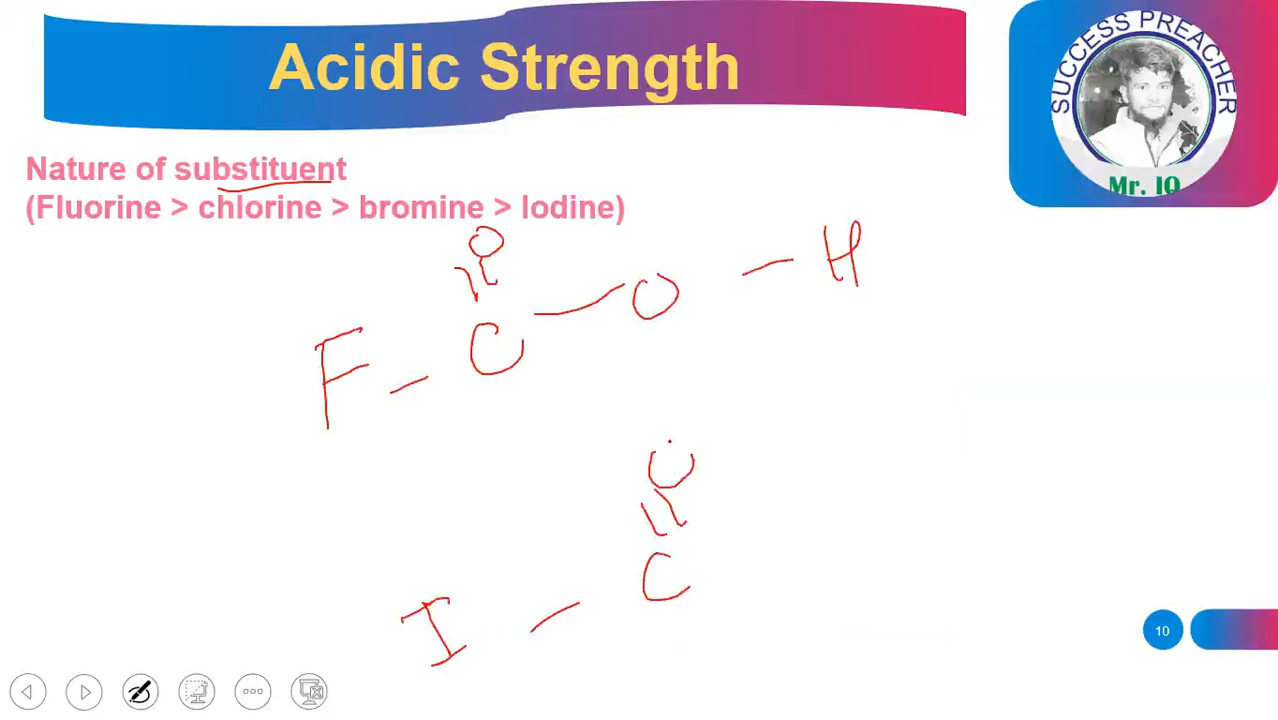 Acidic Strength
SUCCESS PREACHER
Mr. IQ
Nature of substituent
(Fluorine > chlorine > bromine > Iodine)
O
F - C - O - H
O
I - C
10